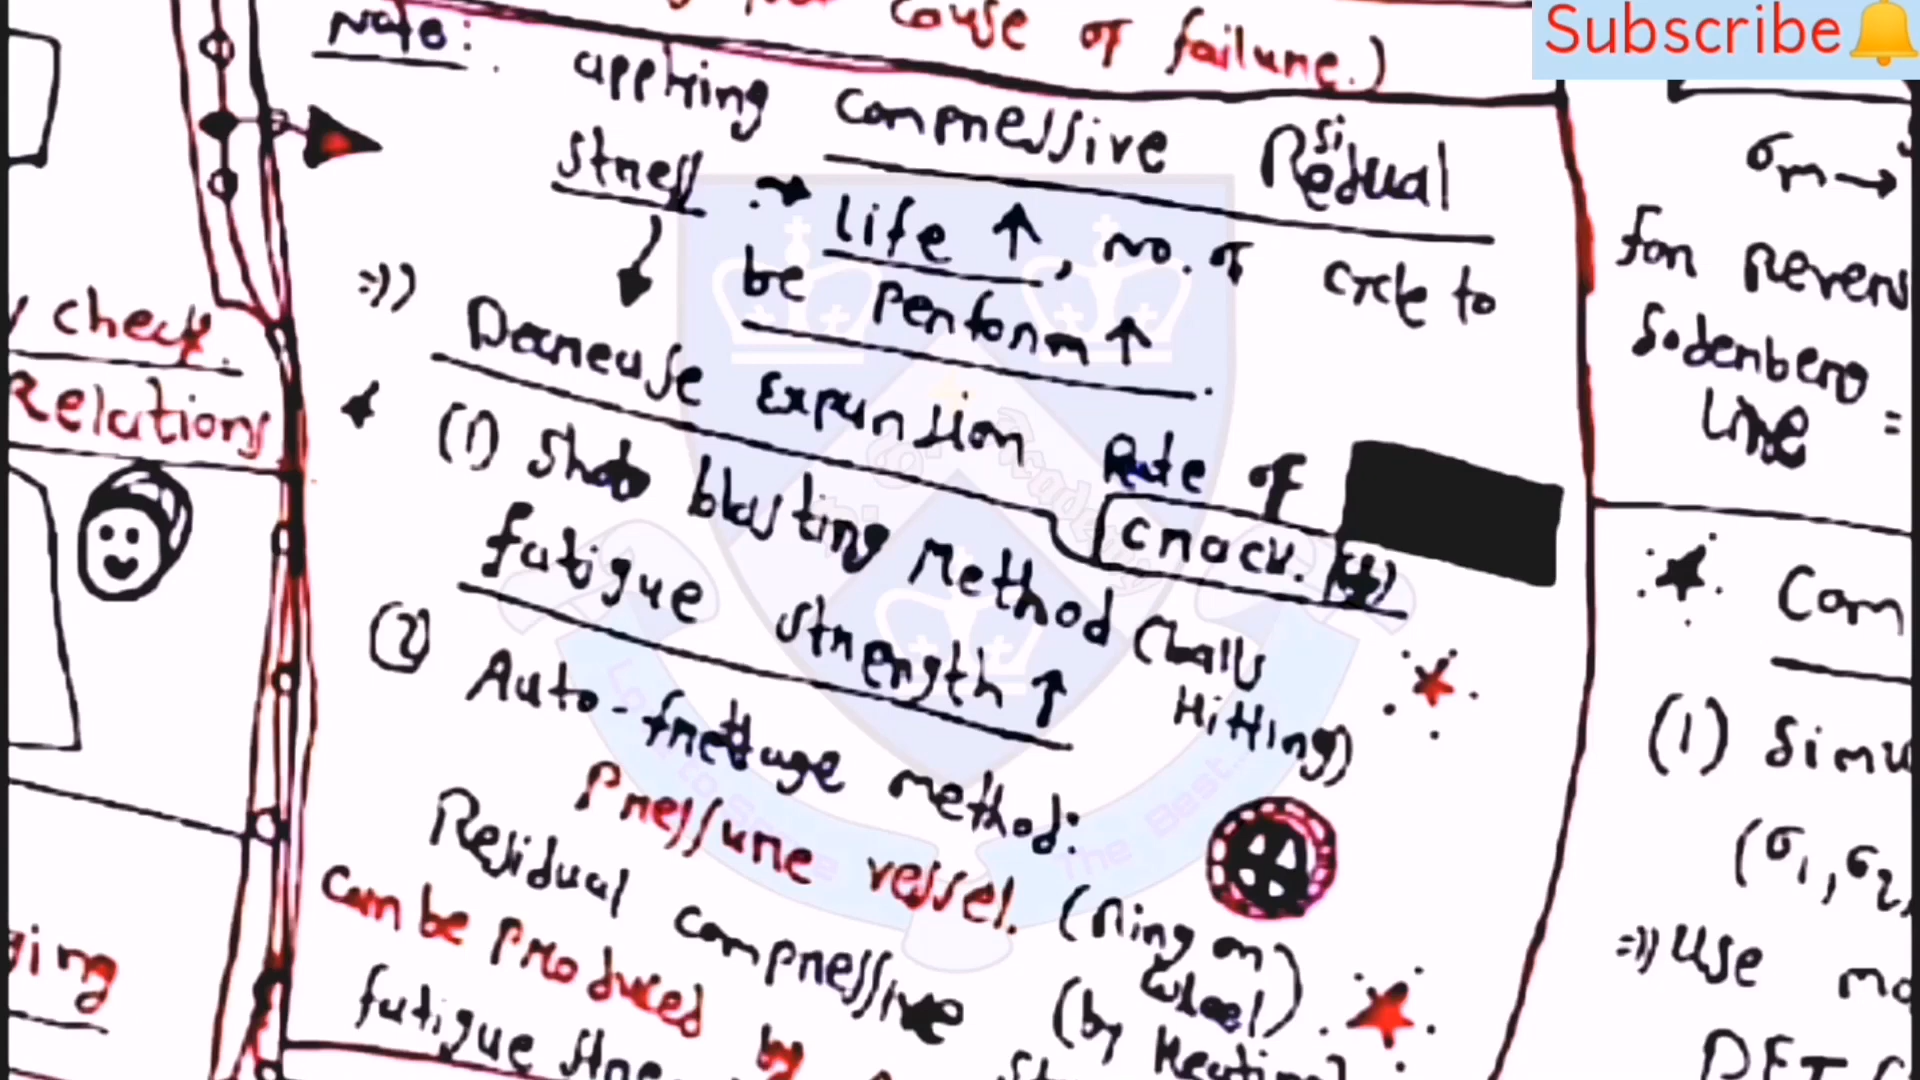 Subscribe
cause of failure.)
Note: applying compressive Residual
stress → life ↑, no. of cycle to
be perform ↑
⇒)) Decrease Expansion Rate of
crack. (↓)
(1) Shot blasting Method (balls
Hitting)
fatigue strength ↑
(2) Auto-frettage method:
Pressure vessel. (Ring on
wheel)
Residual compressive (by Heating)
can be produced by
fatigue
check
Relations
ging
σm →
for
Soderberg
Line =
Com
(1) Simu
(σ1, σ2,
⇒)) Use